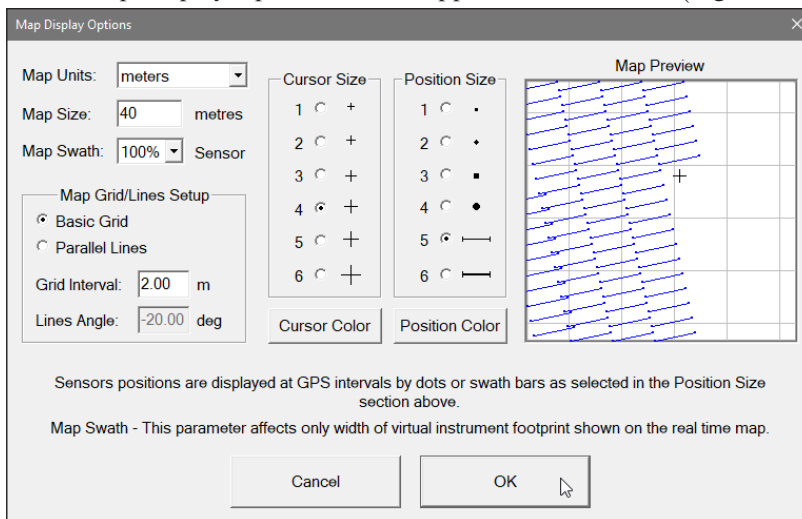 Map Display Options
Map Units: meters
Map Size: 40 metres
Map Swath: 100% Sensor
Map Grid/Lines Setup
Basic Grid
Parallel Lines
Grid Interval: 2.00 m
Lines Angle: -20.00 deg
Cursor Size
1
2
3
4
5
6
Cursor Color
Position Size
1
2
3
4
5
6
Position Color
Map Preview
Sensors positions are displayed at GPS intervals by dots or swath bars as selected in the Position Size
section above.
Map Swath - This parameter affects only width of virtual instrument footprint shown on the real time map.
Cancel
OK